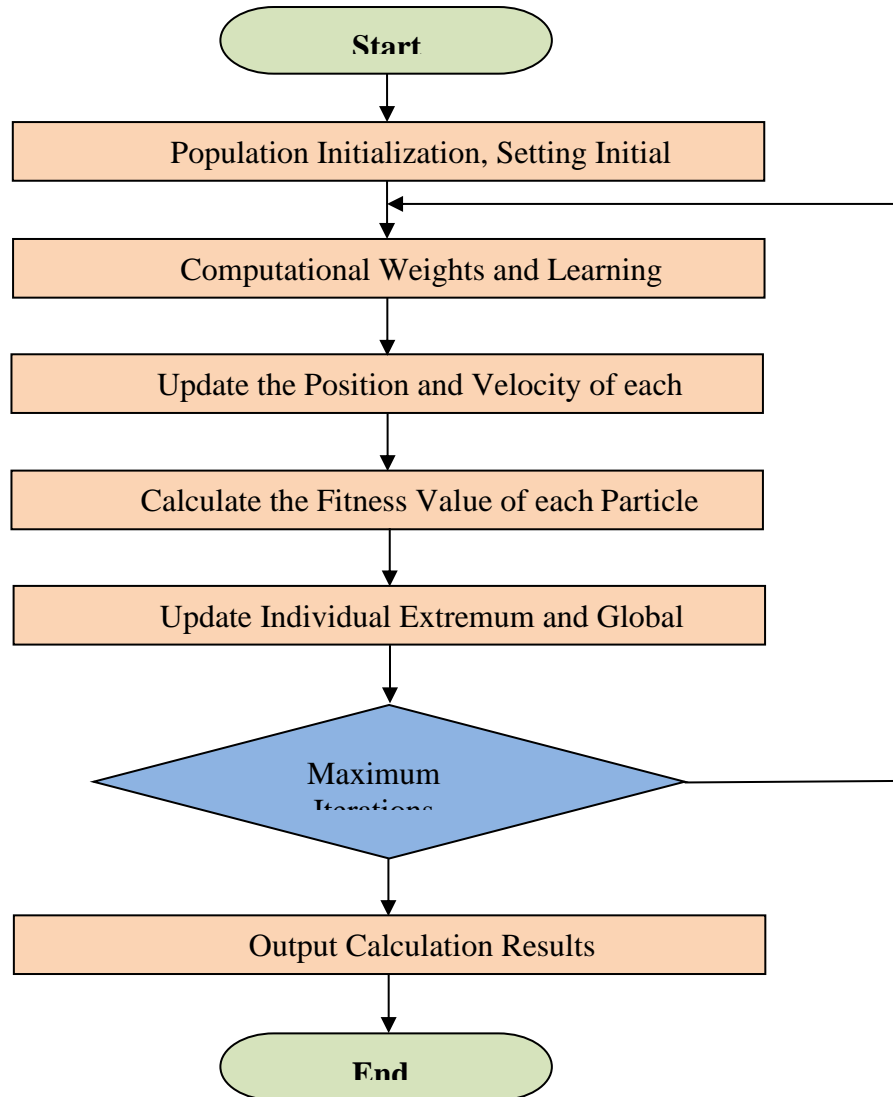 Start
Population Initialization, Setting Initial
Computational Weights and Learning
Update the Position and Velocity of each
Calculate the Fitness Value of each Particle
Update Individual Extremum and Global
Maximum
Iterations
Output Calculation Results
End